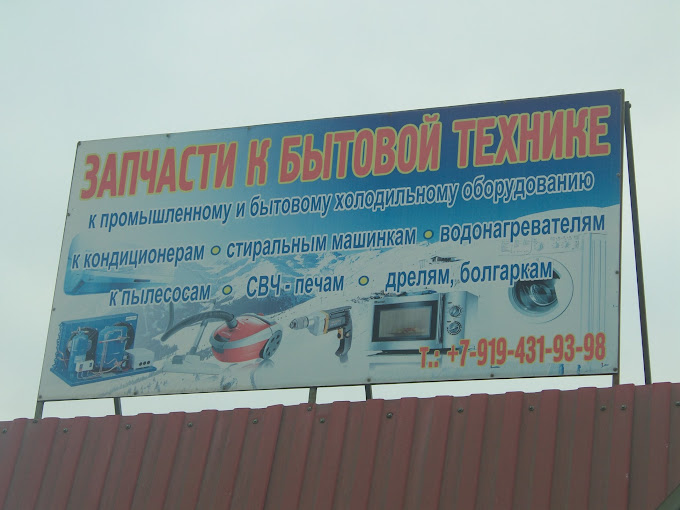 ЗАПЧАСТИ К БЫТОВОЙ ТЕХНИКЕ
к промышленному и бытовому холодильному оборудованию
к кондиционерам • стиральным машинкам • водонагревателям
к пылесосам • СВЧ - печам • дрелям, болгаркам
т.: +7-919-431-93-98